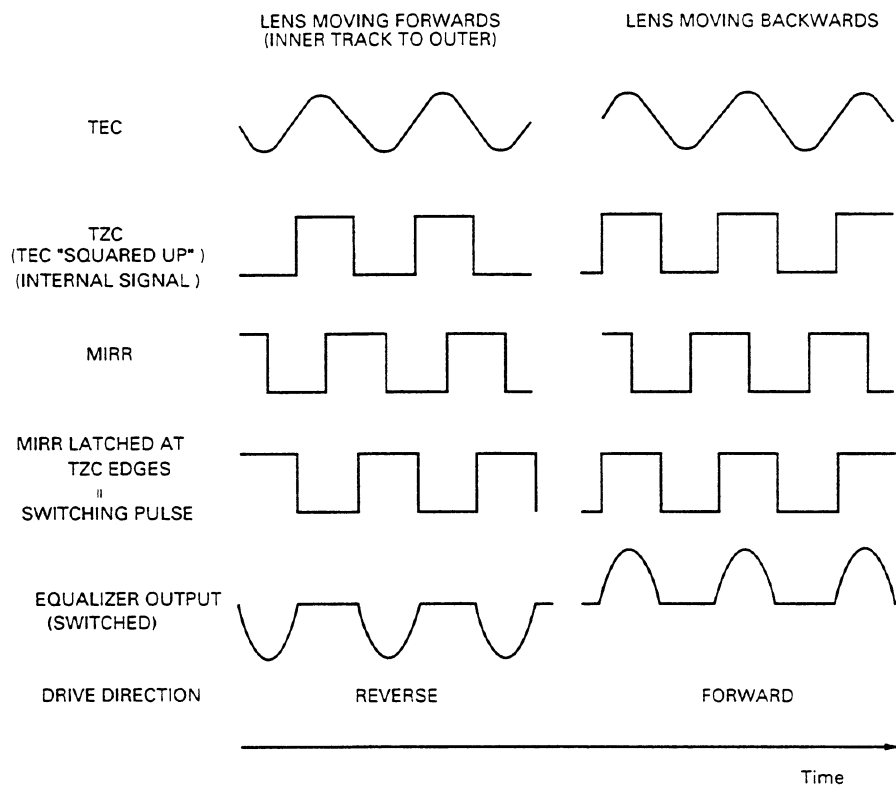 LENS MOVING FORWARDS
(INNER TRACK TO OUTER)
LENS MOVING BACKWARDS
TEC
TZC
(TEC "SQUARED UP" )
(INTERNAL SIGNAL )
MIRR
MIRR LATCHED AT
TZC EDGES
=
SWITCHING PULSE
EQUALIZER OUTPUT
(SWITCHED)
DRIVE DIRECTION
REVERSE
FORWARD
Time